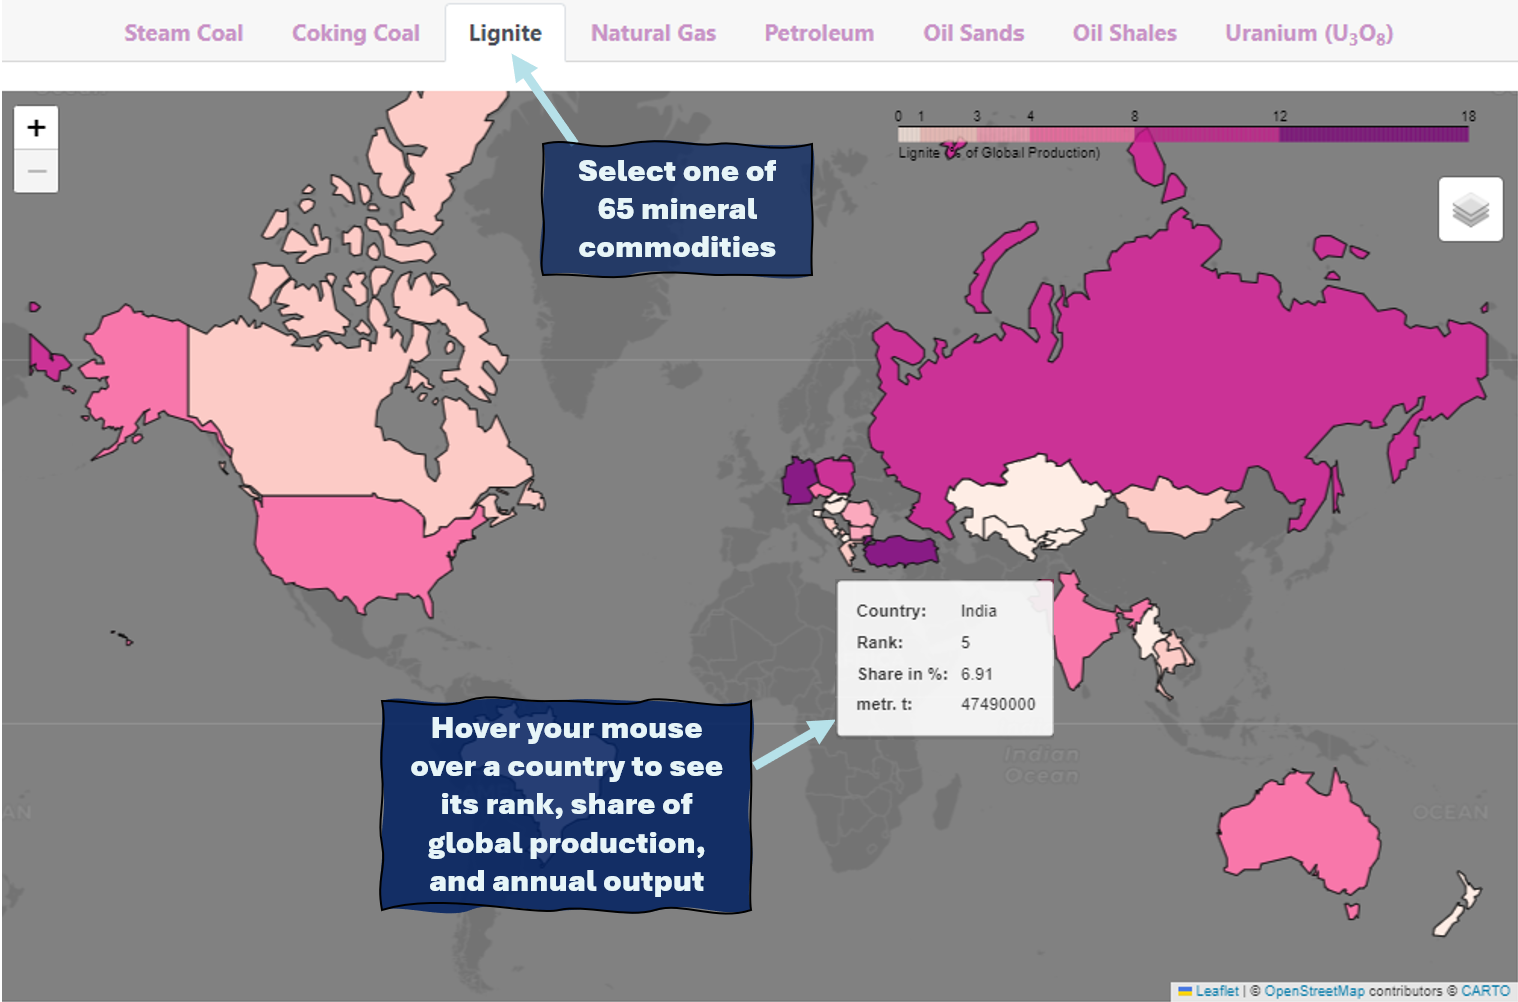 Steam Coal Coking Coal Lignite Natural Gas Petroleum Oil Sands Oil Shales Uranium (U₃O₈)
+
−
0 1 3 4 8 12 18
Lignite (% of Global Production)
Select one of
65 mineral
commodities
Country: India
Rank: 5
Share in %: 6.91
metr. t: 47490000
Hover your mouse
over a country to see
its rank, share of
global production,
and annual output
Indian
Ocean
OCEAN
Leaflet | © OpenStreetMap contributors © CARTO